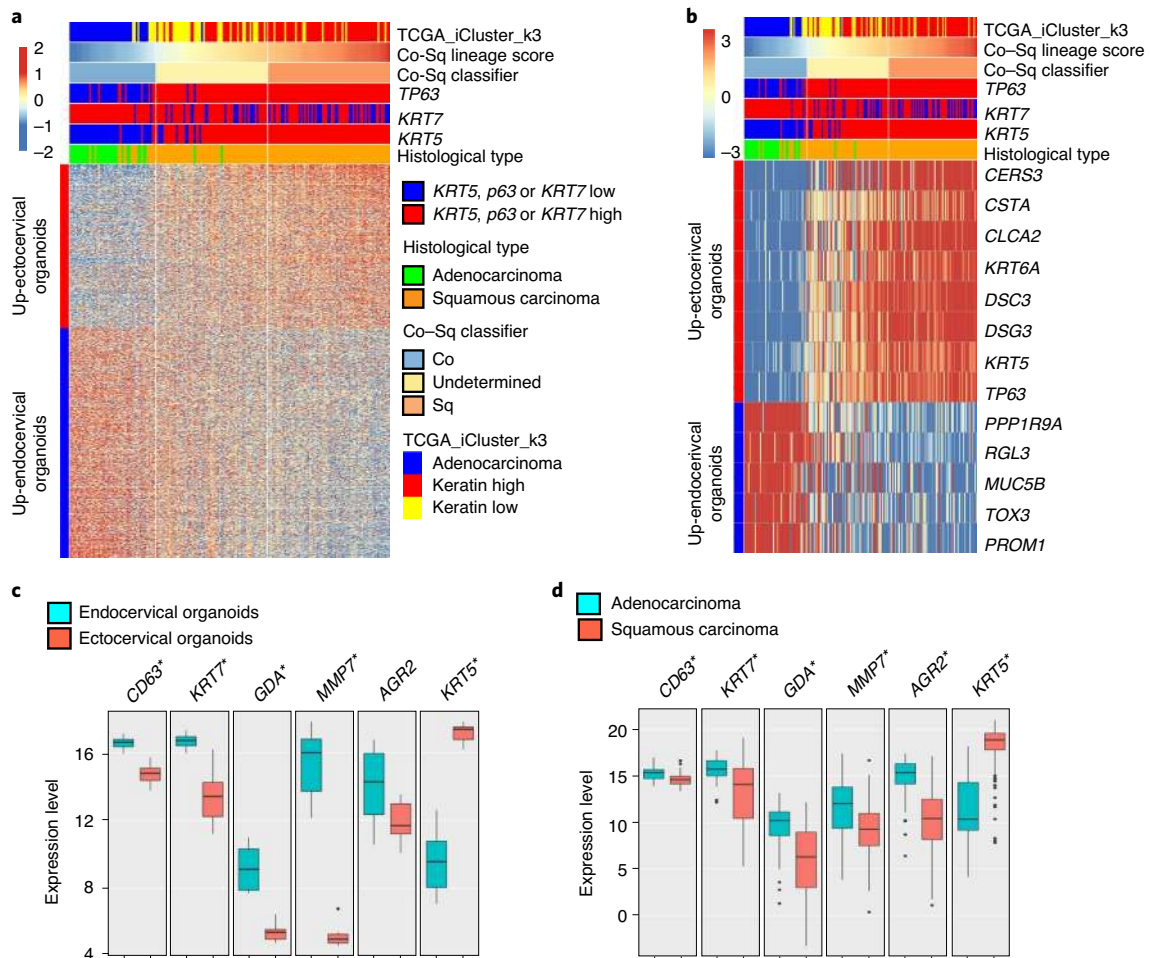 a
TCGA_iCluster_k3
Co-Sq lineage score
Co-Sq classifier
TP63
KRT7
KRT5
Histological type
2
1
0
−1
−2
Up-ectocervical organoids
Up-endocervical organoids
KRT5, p63 or KRT7 low
KRT5, p63 or KRT7 high
Histological type
Adenocarcinoma
Squamous carcinoma
Co–Sq classifier
Co
Undetermined
Sq
TCGA_iCluster_k3
Adenocarcinoma
Keratin high
Keratin low
b
TCGA_iCluster_k3
Co–Sq lineage score
Co–Sq classifier
TP63
KRT7
KRT5
Histological type
3
0
−3
Up-ectocerivcal organoids
Up-endocerivcal organoids
CERS3
CSTA
CLCA2
KRT6A
DSC3
DSG3
KRT5
TP63
PPP1R9A
RGL3
MUC5B
TOX3
PROM1
c
Endocervical organoids
Ectocervical organoids
CD63*
KRT7*
GDA*
MMP7*
AGR2
KRT5*
Expression level
16
12
8
4
d
Adenocarcinoma
Squamous carcinoma
CD63*
KRT7*
GDA*
MMP7*
AGR2*
KRT5*
Expression level
20
15
10
5
0